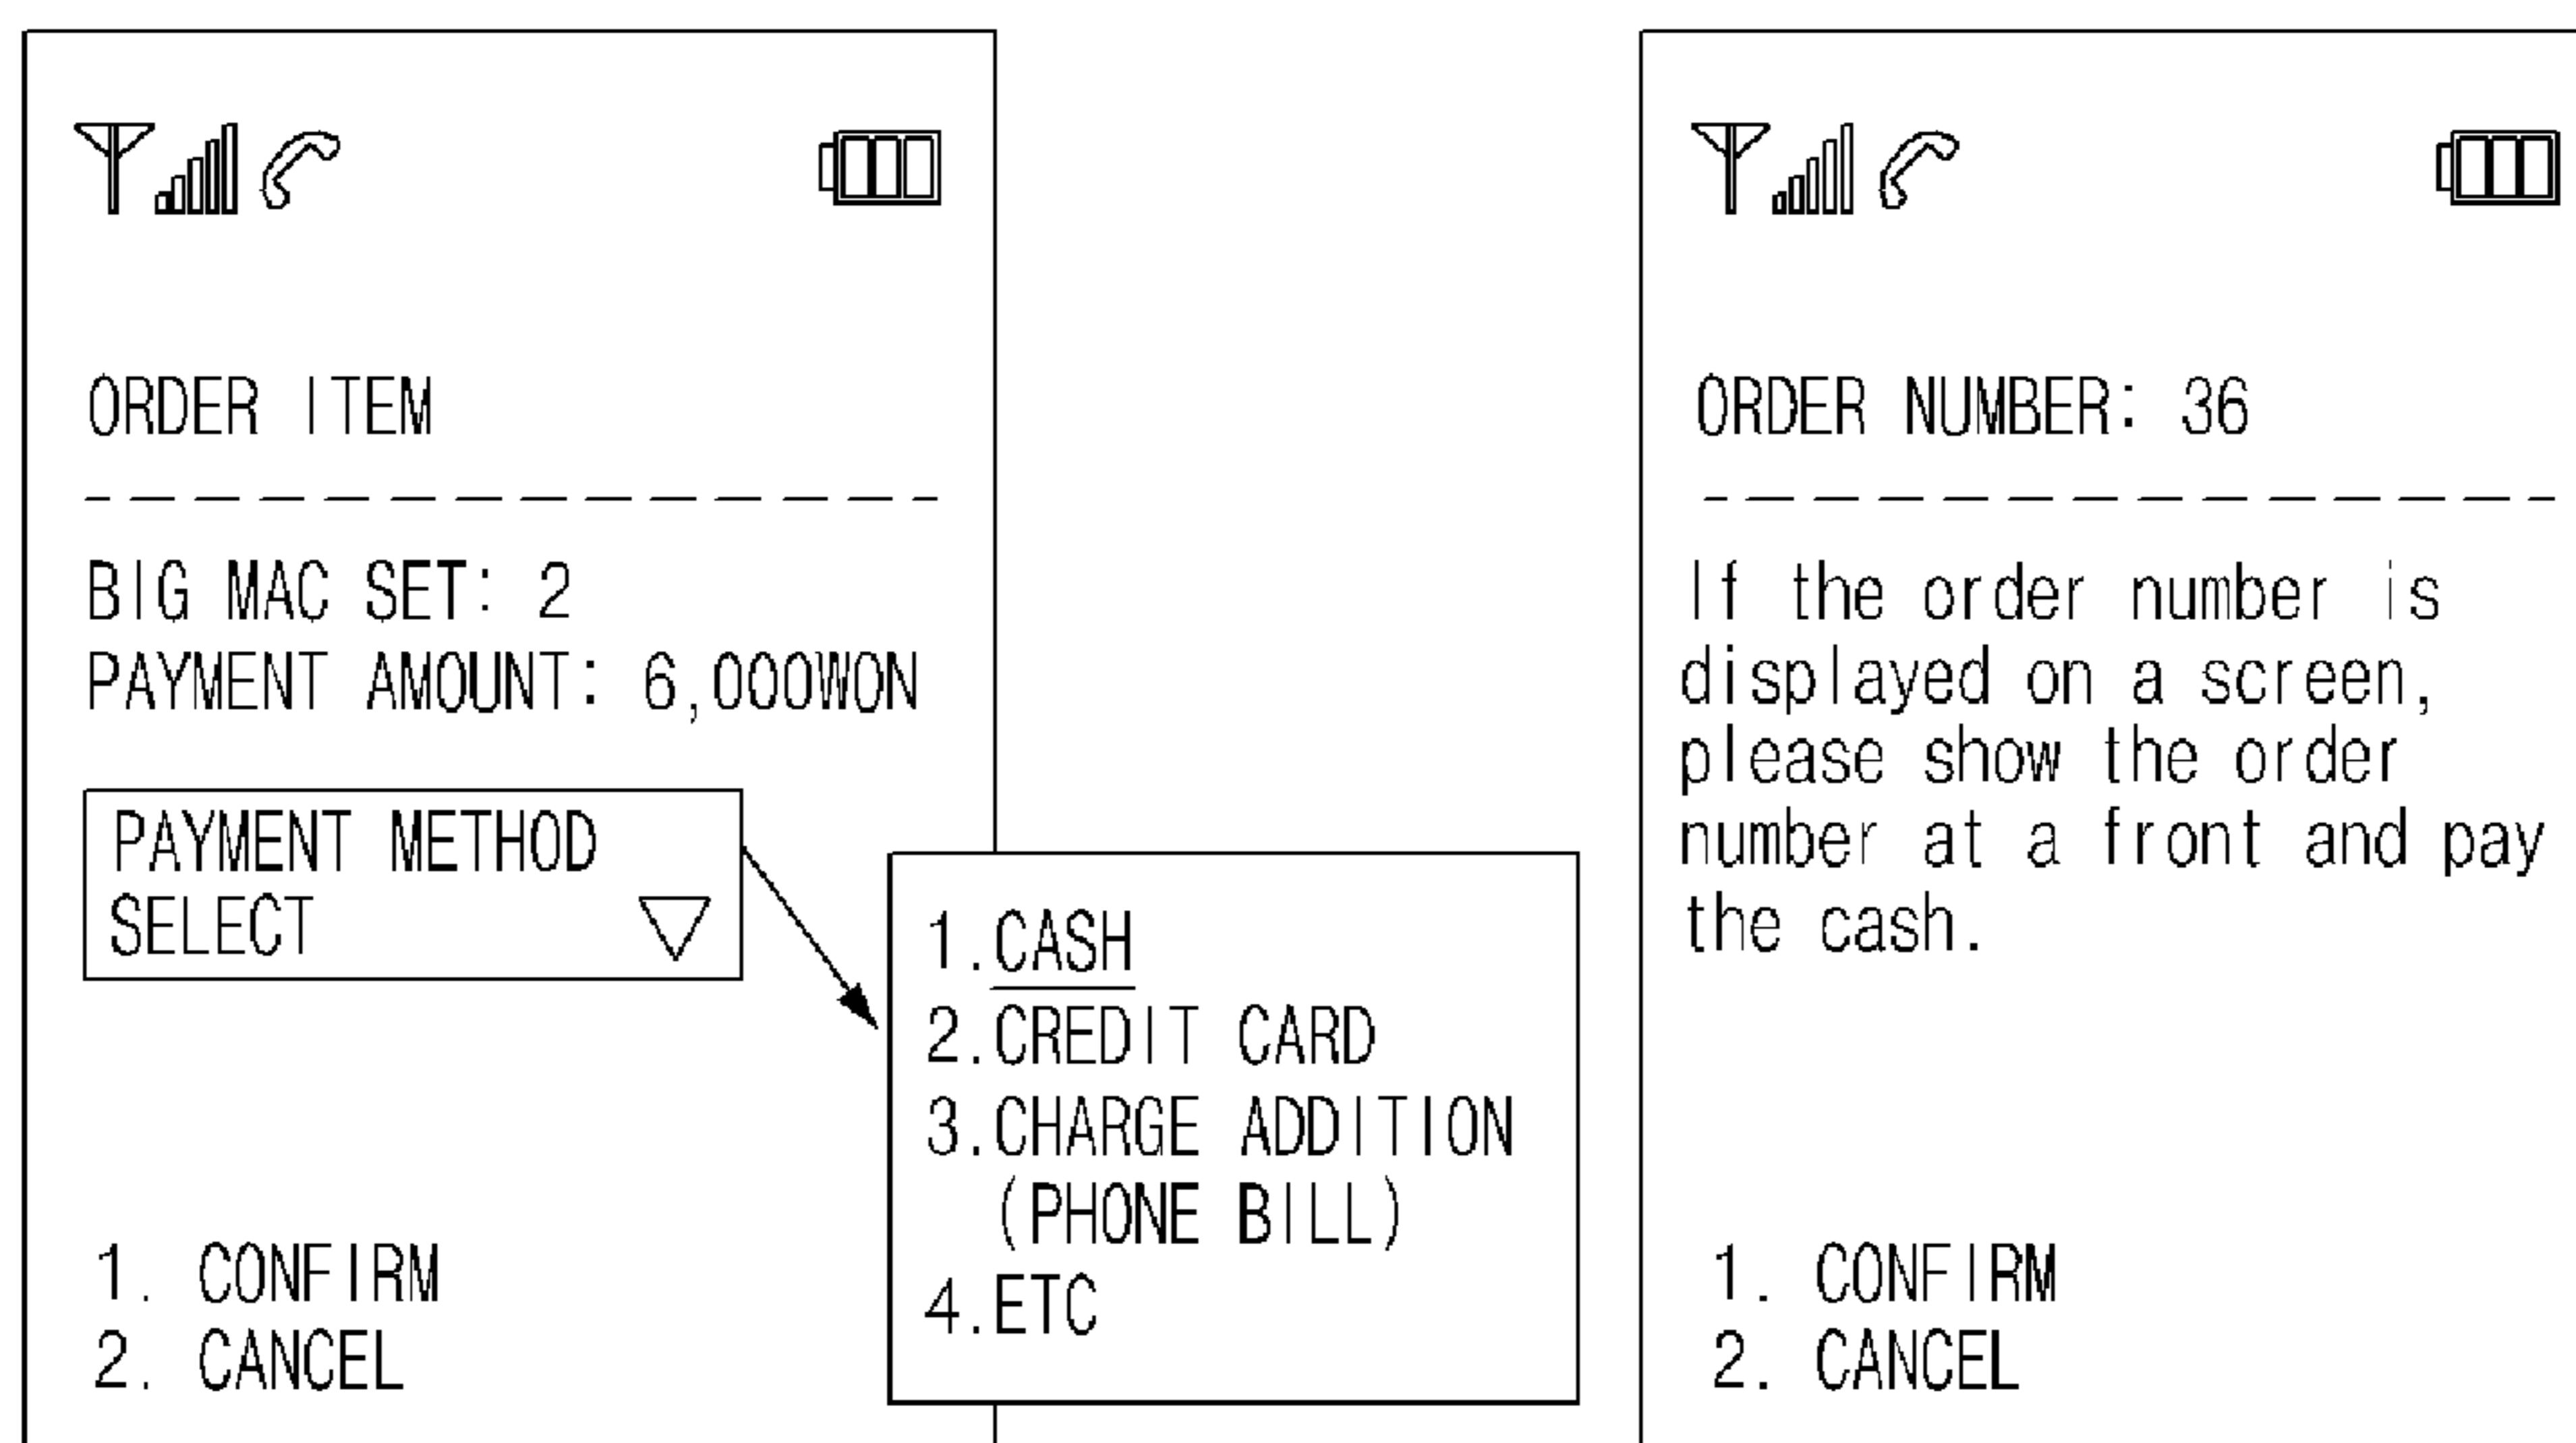 ORDER ITEM
BIG MAC SET: 2
PAYMENT AMOUNT: 6,000WON
PAYMENT METHOD
SELECT
1.CASH
2.CREDIT CARD
3.CHARGE ADDITION
(PHONE BILL)
4.ETC
1. CONFIRM
2. CANCEL
ORDER NUMBER: 36
If the order number is
displayed on a screen,
please show the order
number at a front and pay
the cash.
1. CONFIRM
2. CANCEL